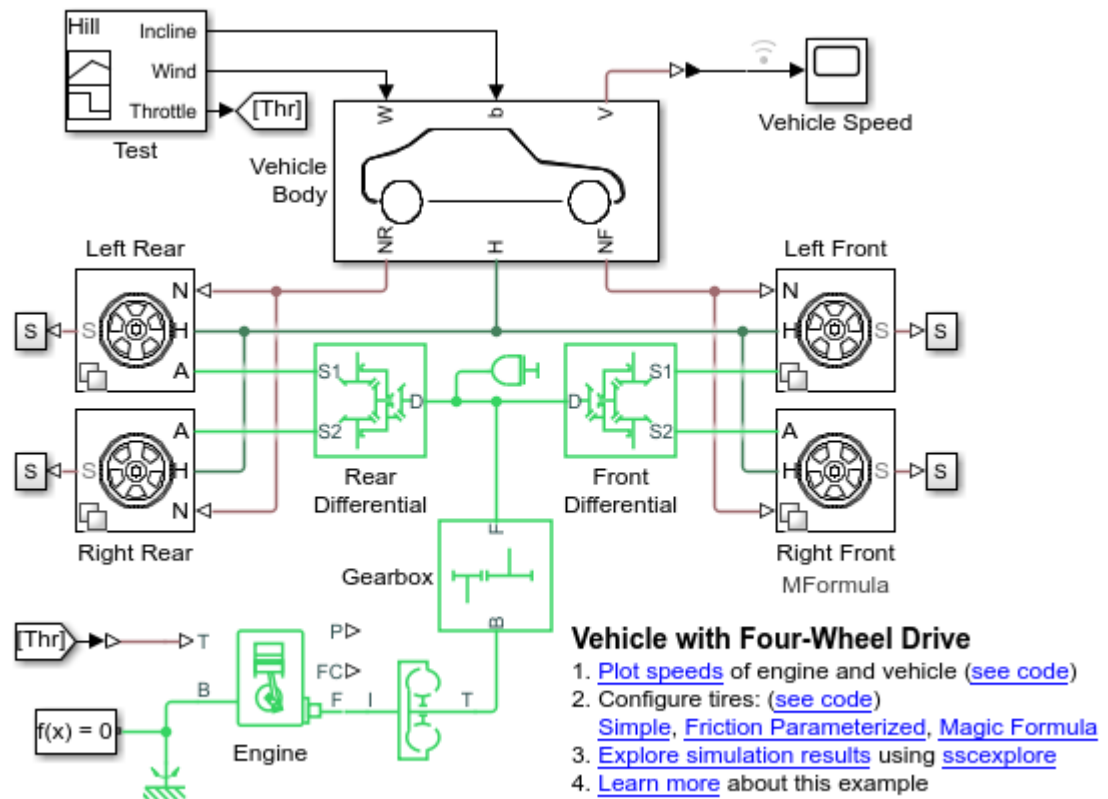 Hill
Incline
Wind
Throttle
[Thr]
Test
Vehicle Speed
Vehicle
Body
W
b
V
NR
H
NF
Left Rear
Left Front
N
H
A
S
S
N
H
S
S
S1
S2
D
D
S1
S2
A
H
N
S
S
A
H
S
S
Rear
Differential
Front
Differential
Right Rear
Right Front
MFormula
F
Gearbox
B
[Thr]
T
P
FC
B
F
I
T
f(x) = 0
Engine
Vehicle with Four-Wheel Drive
1. Plot speeds of engine and vehicle (see code)
2. Configure tires: (see code)
Simple, Friction Parameterized, Magic Formula
3. Explore simulation results using sscexplore
4. Learn more about this example